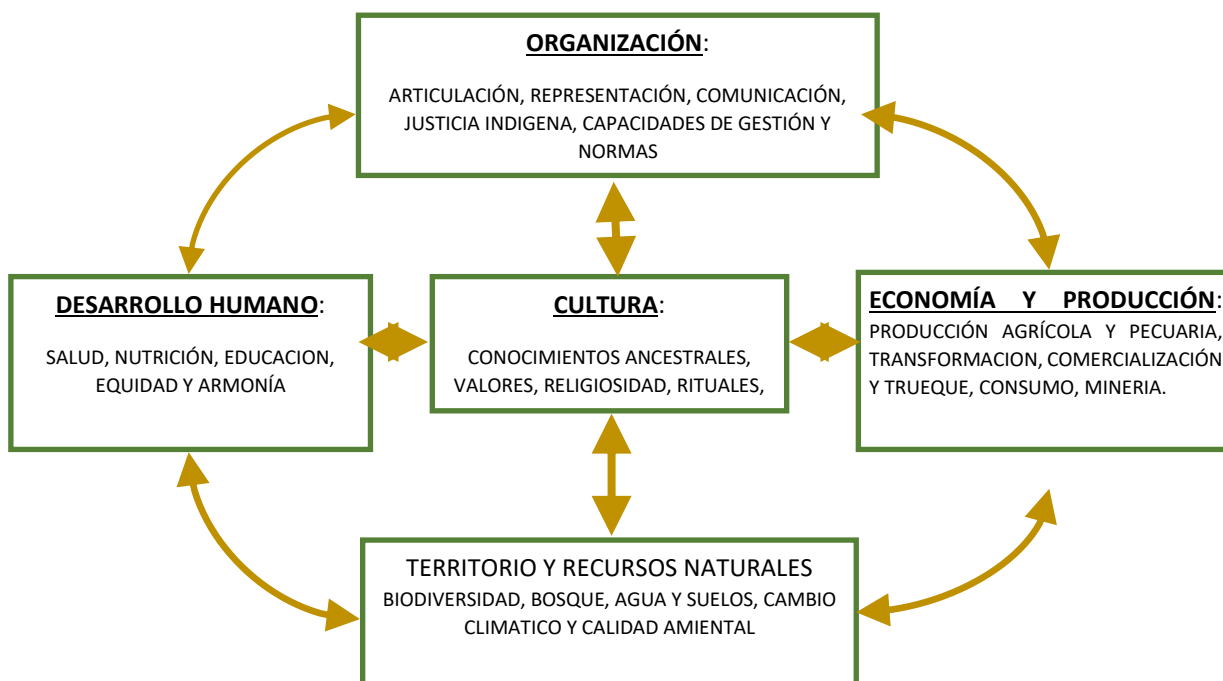 ORGANIZACIÓN:
ARTICULACIÓN, REPRESENTACIÓN, COMUNICACIÓN,
JUSTICIA INDIGENA, CAPACIDADES DE GESTIÓN Y
NORMAS
DESARROLLO HUMANO:
SALUD, NUTRICIÓN, EDUCACION,
EQUIDAD Y ARMONÍA
CULTURA:
CONOCIMIENTOS ANCESTRALES,
VALORES, RELIGIOSIDAD, RITUALES,
ECONOMÍA Y PRODUCCIÓN:
PRODUCCIÓN AGRÍCOLA Y PECUARIA,
TRANSFORMACION, COMERCIALIZACIÓN
Y TRUEQUE, CONSUMO, MINERIA.
TERRITORIO Y RECURSOS NATURALES
BIODIVERSIDAD, BOSQUE, AGUA Y SUELOS, CAMBIO
CLIMATICO Y CALIDAD AMIENTAL